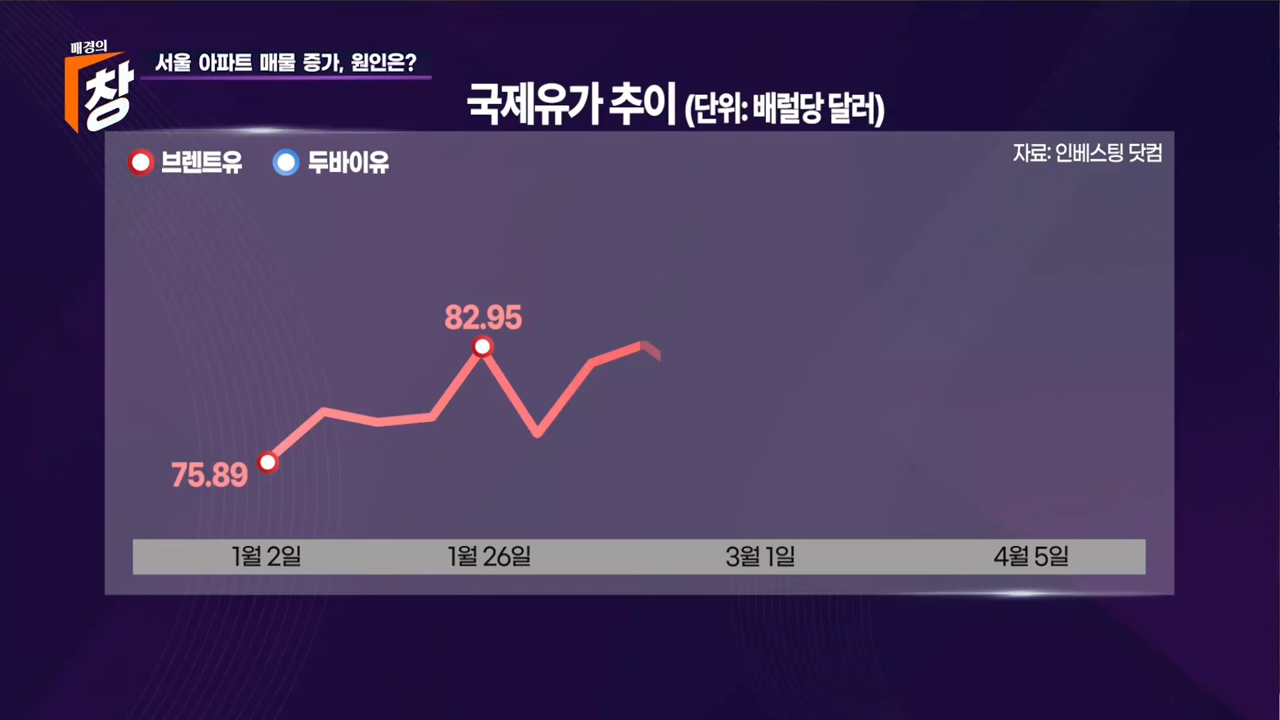 매경의
창
서울 아파트 매물 증가, 원인은?
국제유가 추이 (단위: 배럴당 달러)
브렌트유 두바이유
자료: 인베스팅 닷컴
82.95
75.89
1월 2일 1월 26일 3월 1일 4월 5일